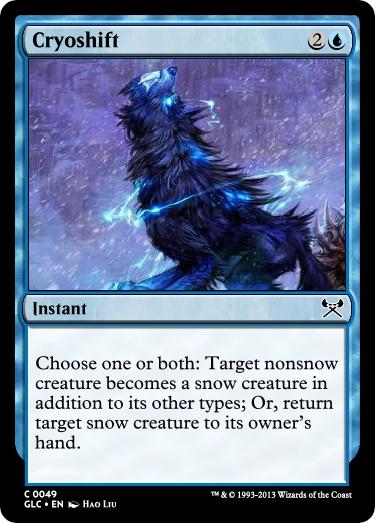 Cryoshift
2
Instant
Choose one or both: Target nonsnow
creature becomes a snow creature in
addition to its other types; Or, return
target snow creature to its owner's
hand.
C 0049
GLC • EN Hao Liu
™ & © 1993-2013 Wizards of the Coast